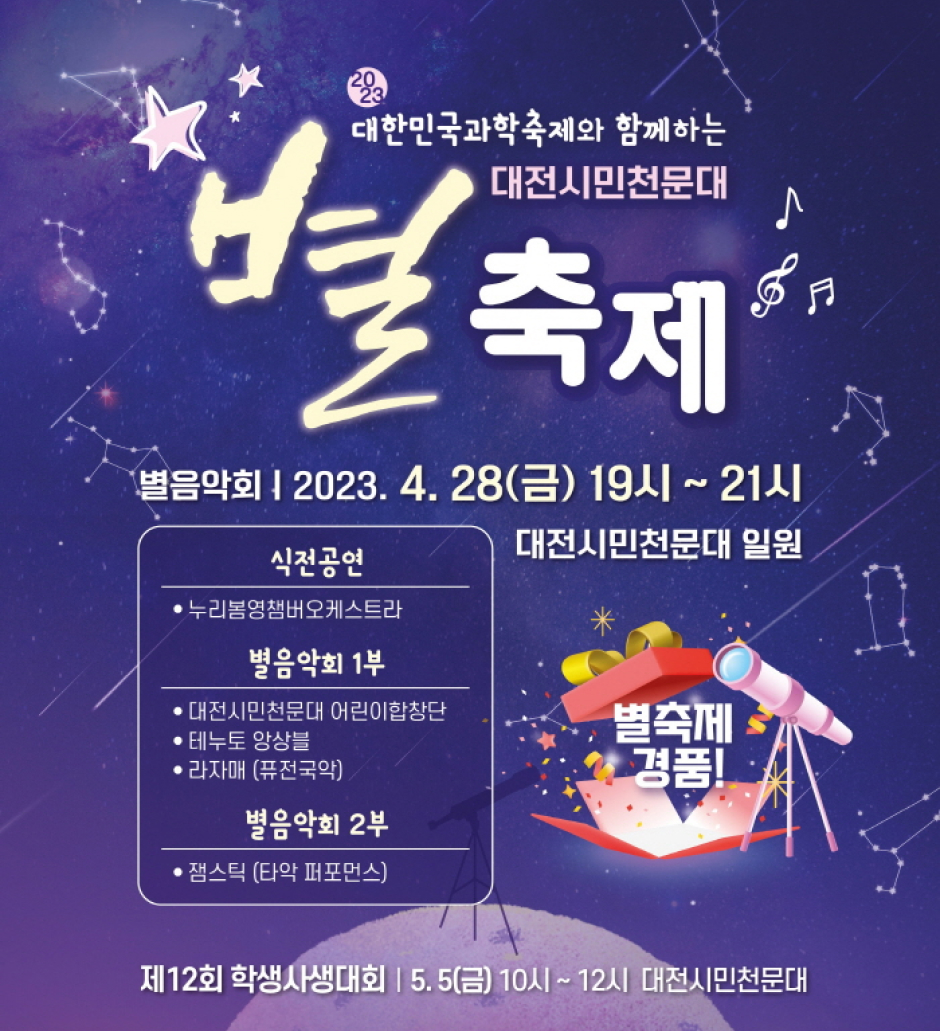 20
23
대한민국과학축제와 함께하는
대전시민천문대
별 축제
별음악회 | 2023. 4. 28(금) 19시 ~ 21시
대전시민천문대 일원
식전공연
• 누리봄영챔버오케스트라
별음악회 1부
• 대전시민천문대 어린이합창단
• 테누토 앙상블
• 라자매 (퓨전국악)
별음악회 2부
• 잼스틱 (타악 퍼포먼스)
별축제
경품!
제12회 학생사생대회 | 5. 5(금) 10시 ~ 12시 대전시민천문대